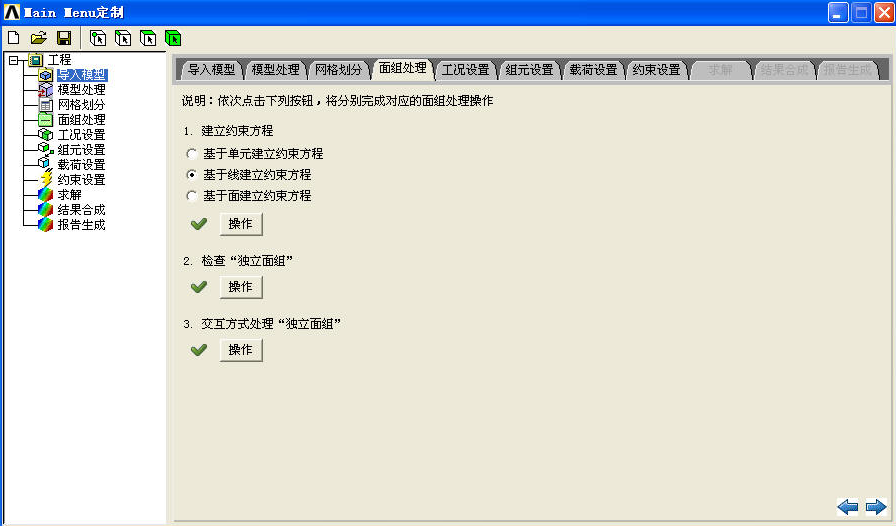 Main Menu定制
工程
导入模型
模型处理
网格划分
面组处理
工况设置
组元设置
载荷设置
约束设置
求解
结果合成
报告生成
导入模型 模型处理 网格划分 面组处理 工况设置 组元设置 载荷设置 约束设置 求解 结果合成 报告生成
说明：依次点击下列按钮，将分别完成对应的面组处理操作
1. 建立约束方程
基于单元建立约束方程
基于线建立约束方程
基于面建立约束方程
操作
2. 检查“独立面组”
操作
3. 交互方式处理“独立面组”
操作